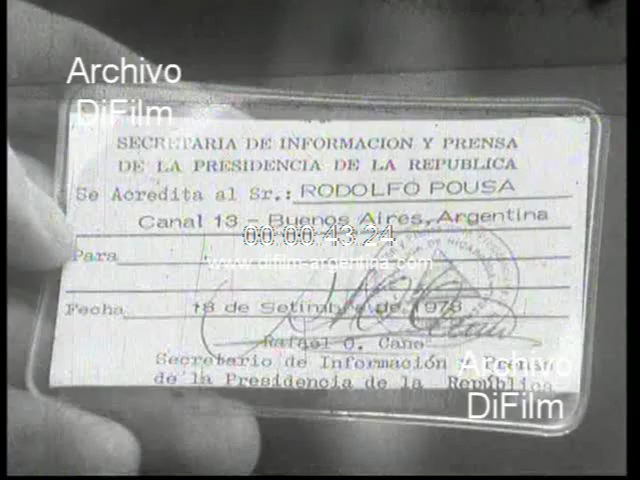 Archivo
DiFilm
SECRETARIA DE INFORMACION Y PRENSA
DE LA PRESIDENCIA DE LA REPUBLICA
Se Acredita al Sr.: RODOLFO POUSA
Canal 13 - Buenos Aires, Argentina
00:00:43:24
Para
www.difilm-argentina.com
Fecha 18 de Setimbre de 1978
Rafael O. Cano
Secretario de Información y Prensa
de la Presidencia de la República
Archivo
DiFilm